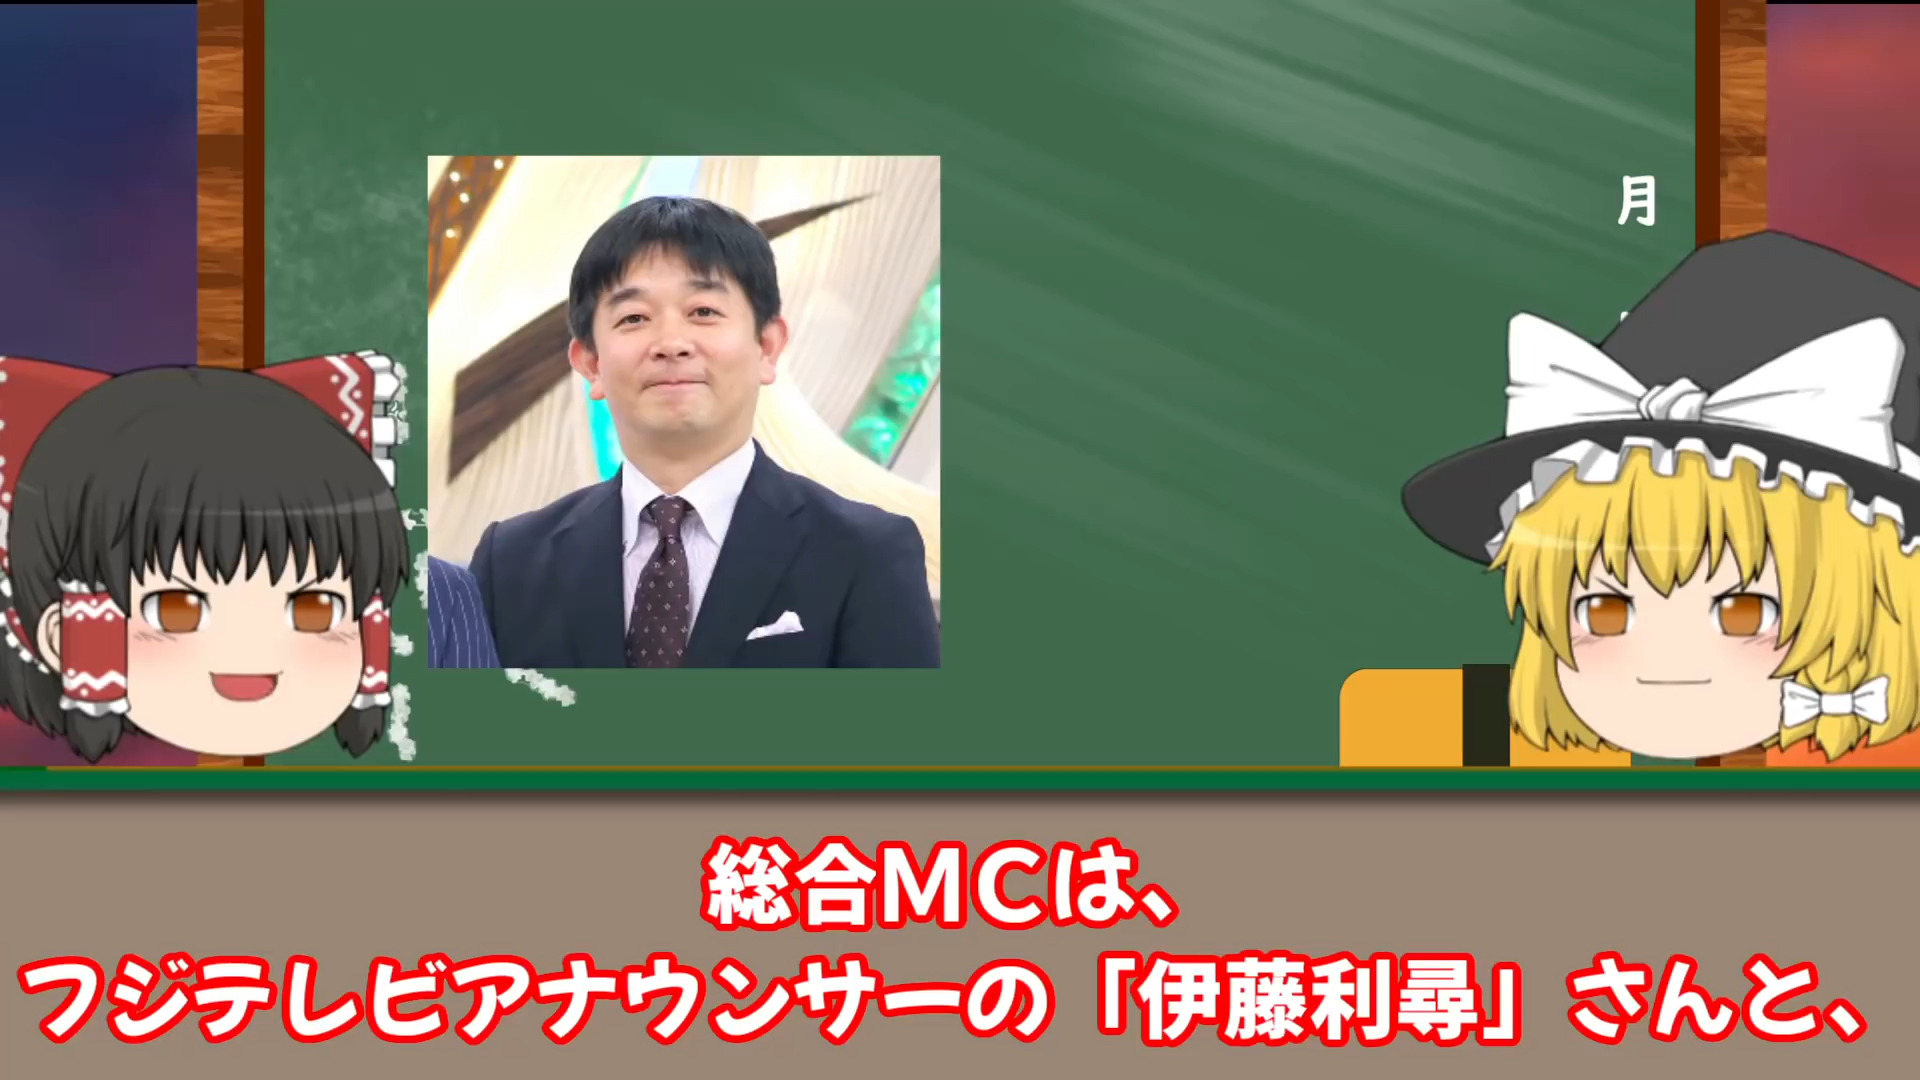 月
総合MCは、
フジテレビアナウンサーの「伊藤利尋」さんと、